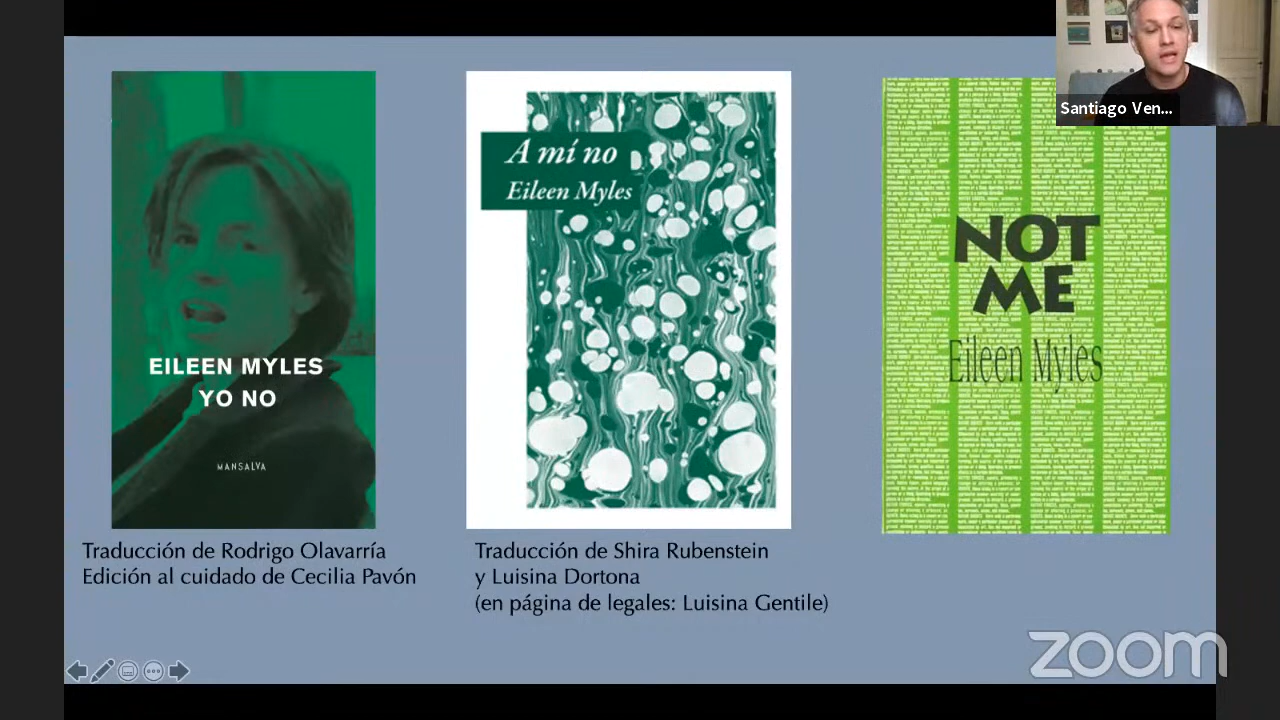 Santiago Ven...
EILEEN MYLES
YO NO
MANSALVA
A mí no
Eileen Myles
NOT
ME
Eileen Myles
Traducción de Rodrigo Olavarría
Edición al cuidado de Cecilia Pavón
Traducción de Shira Rubenstein
y Luisina Dortona
(en página de legales: Luisina Gentile)
zoom